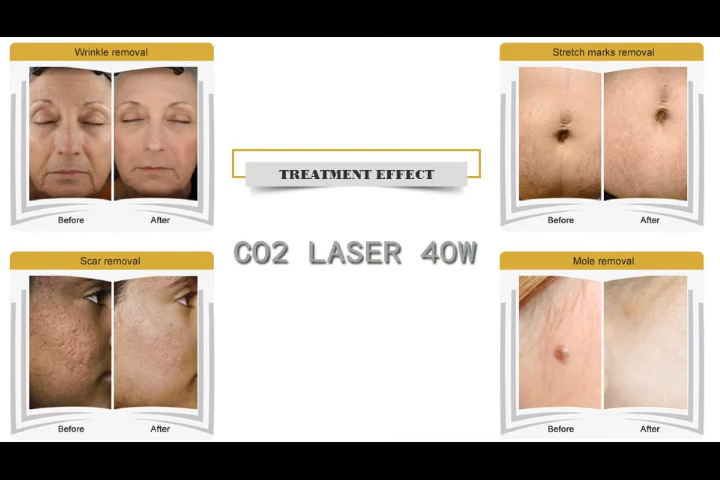 Wrinkle removal
Before After
Stretch marks removal
Before After
TREATMENT EFFECT
CO2 LASER 40W
Scar removal
Before After
Mole removal
Before After